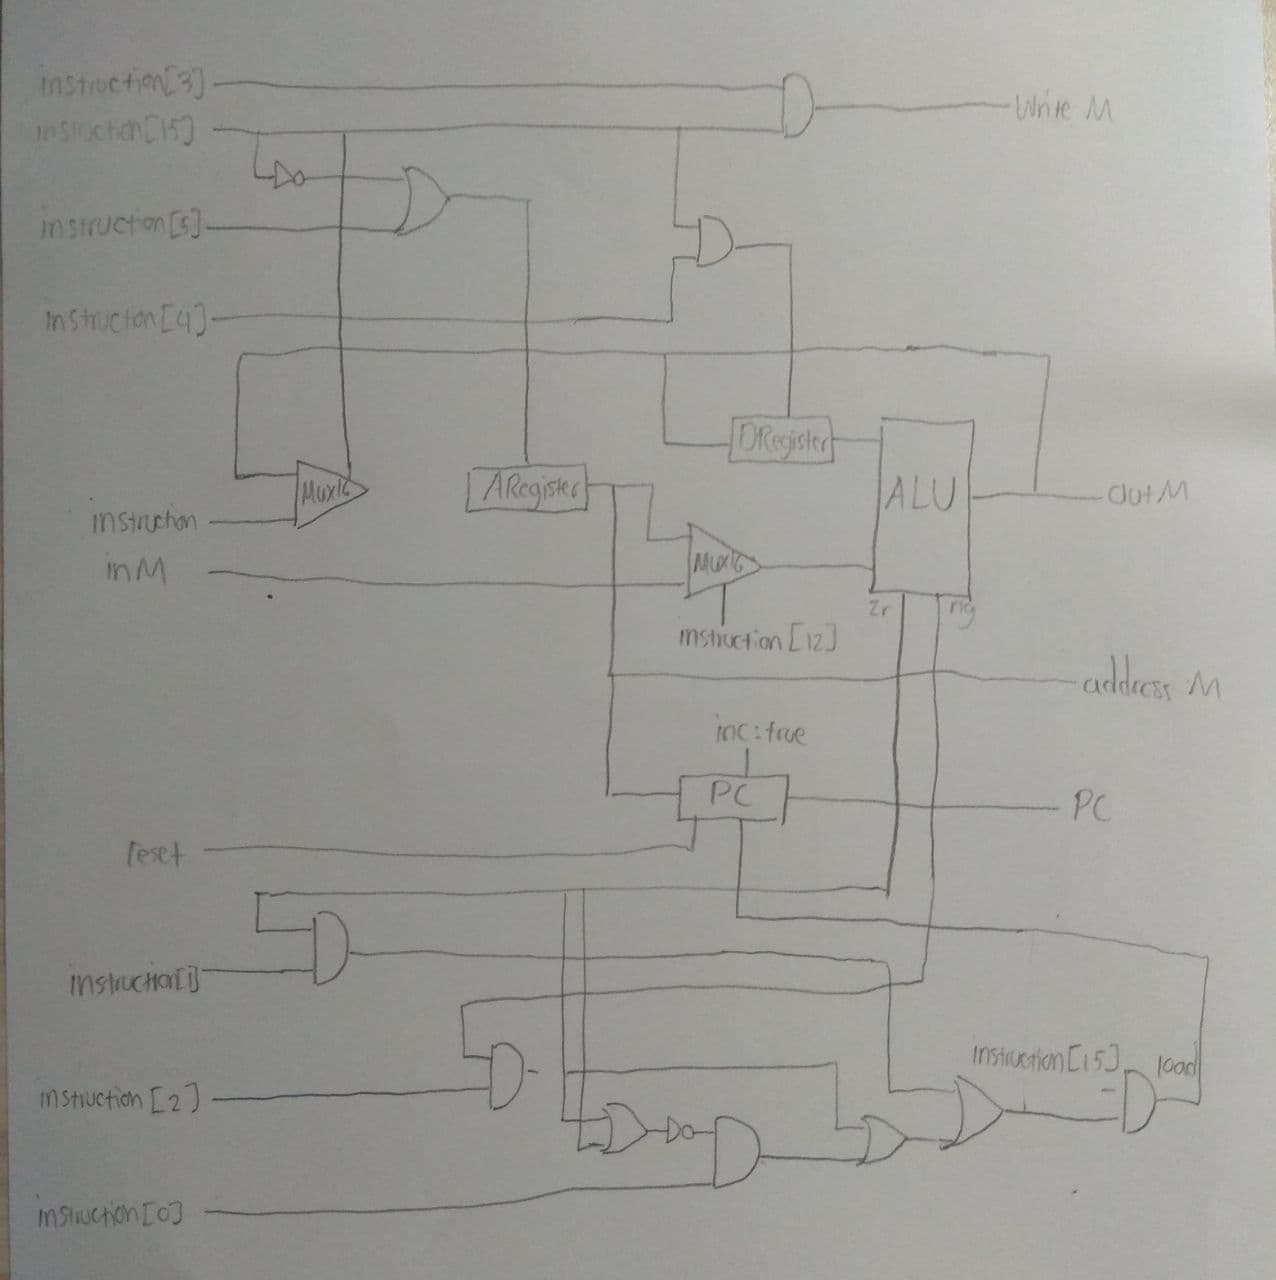 instruction[3]
Write M
instruction[15]
instruction[5]
instruction[4]
DRegister
Mux16
ARegister
ALU
outM
instruction
inM
Mux16
zr
ng
instruction [12]
address M
inc:true
PC
PC
reset
instruction[1]
instruction[15]
load
instruction [2]
instruction[0]